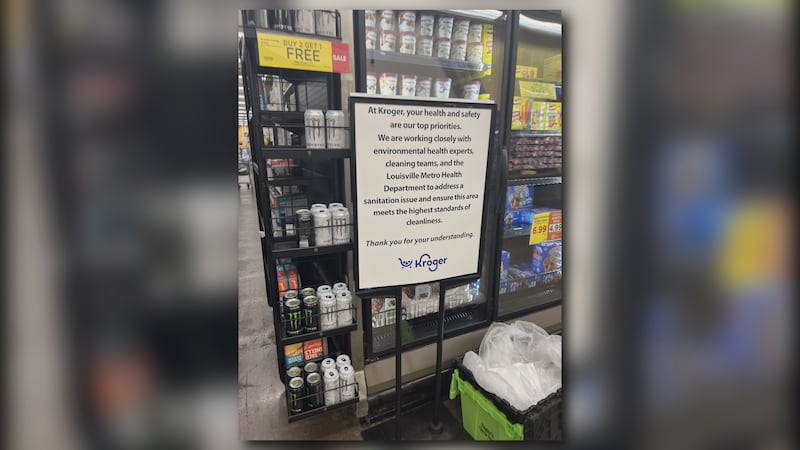 BUY 2 GET 1
FREE
SALE
At Kroger, your health and safety
are our top priorities.
We are working closely with
environmental health experts,
cleaning teams, and the
Louisville Metro Health
Department to address a
sanitation issue and ensure this area
meets the highest standards of
cleanliness.
Thank you for your understanding.
Kroger
6.99
4.99